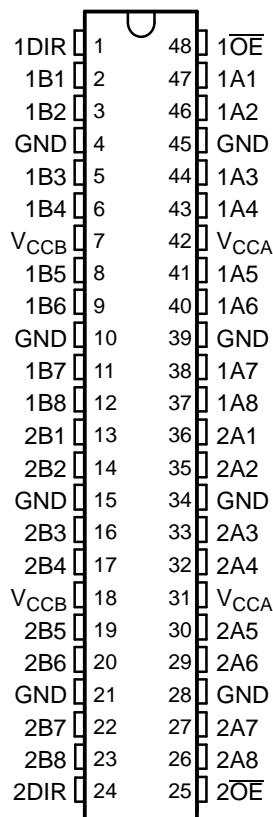 1DIR 1 48 1O̅E̅
1B1 2 47 1A1
1B2 3 46 1A2
GND 4 45 GND
1B3 5 44 1A3
1B4 6 43 1A4
VCCB 7 42 VCCA
1B5 8 41 1A5
1B6 9 40 1A6
GND 10 39 GND
1B7 11 38 1A7
1B8 12 37 1A8
2B1 13 36 2A1
2B2 14 35 2A2
GND 15 34 GND
2B3 16 33 2A3
2B4 17 32 2A4
VCCB 18 31 VCCA
2B5 19 30 2A5
2B6 20 29 2A6
GND 21 28 GND
2B7 22 27 2A7
2B8 23 26 2A8
2DIR 24 25 2O̅E̅